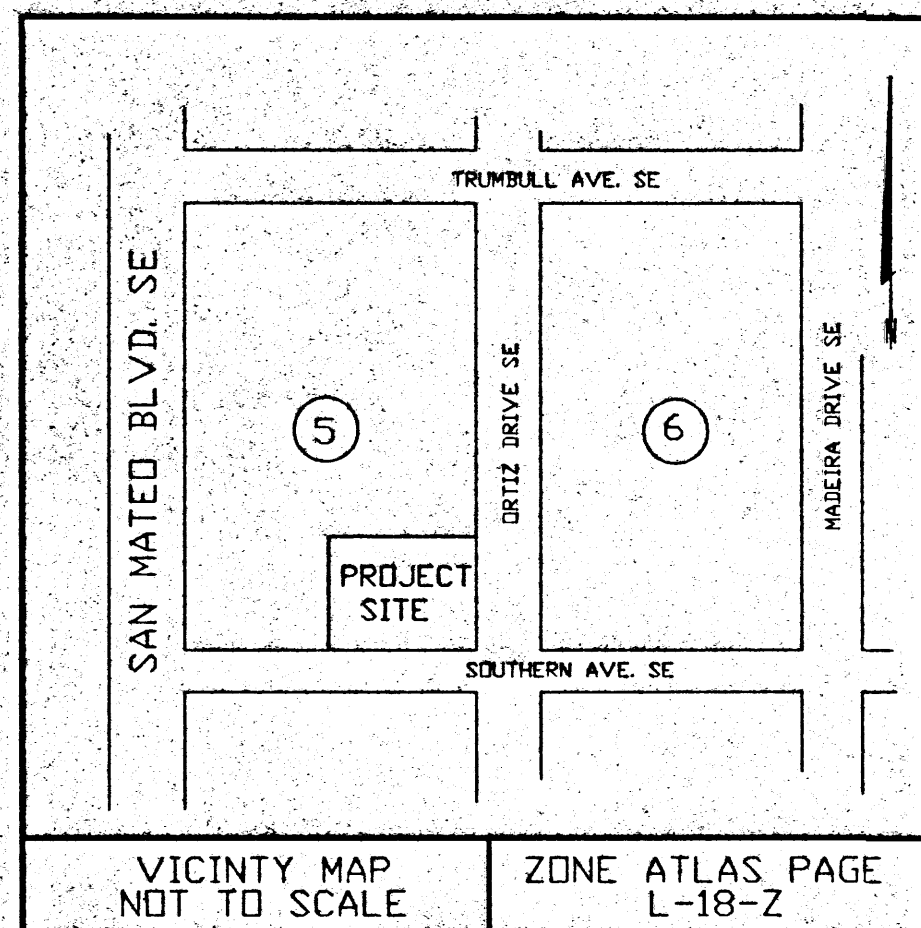 TRUMBULL AVE. SE
SAN MATEO BLVD. SE
5
ORTIZ DRIVE SE
6
MADEIRA DRIVE SE
N
PROJECT
SITE
SOUTHERN AVE. SE
VICINTY MAP
NOT TO SCALE
ZONE ATLAS PAGE
L-18-Z